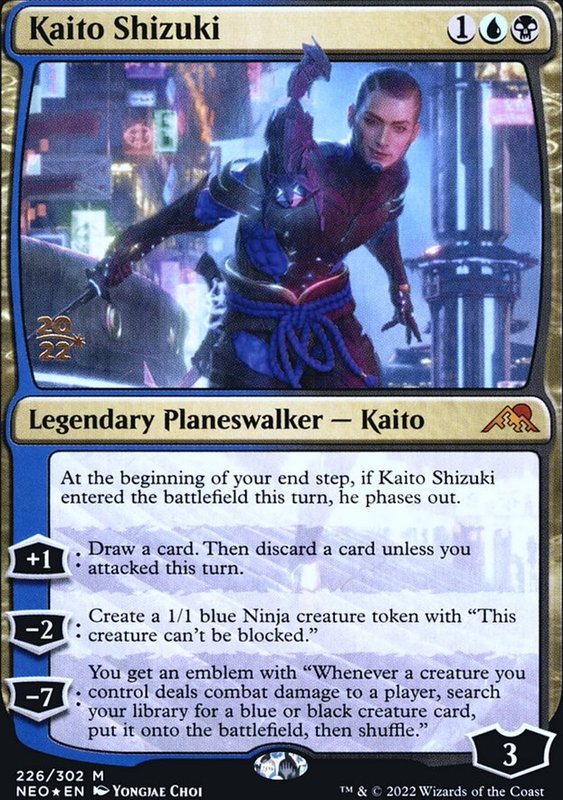 Kaito Shizuki
1
20
22
Legendary Planeswalker — Kaito
At the beginning of your end step, if Kaito Shizuki
entered the battlefield this turn, he phases out.
+1 : Draw a card. Then discard a card unless you
attacked this turn.
−2 : Create a 1/1 blue Ninja creature token with “This
creature can’t be blocked.”
You get an emblem with “Whenever a creature you
control deals combat damage to a player, search
−7 : your library for a blue or black creature card,
put it onto the battlefield, then shuffle.”
3
226/302 M
NEO★EN Yongjae Choi
™ & © 2022 Wizards of the Coast